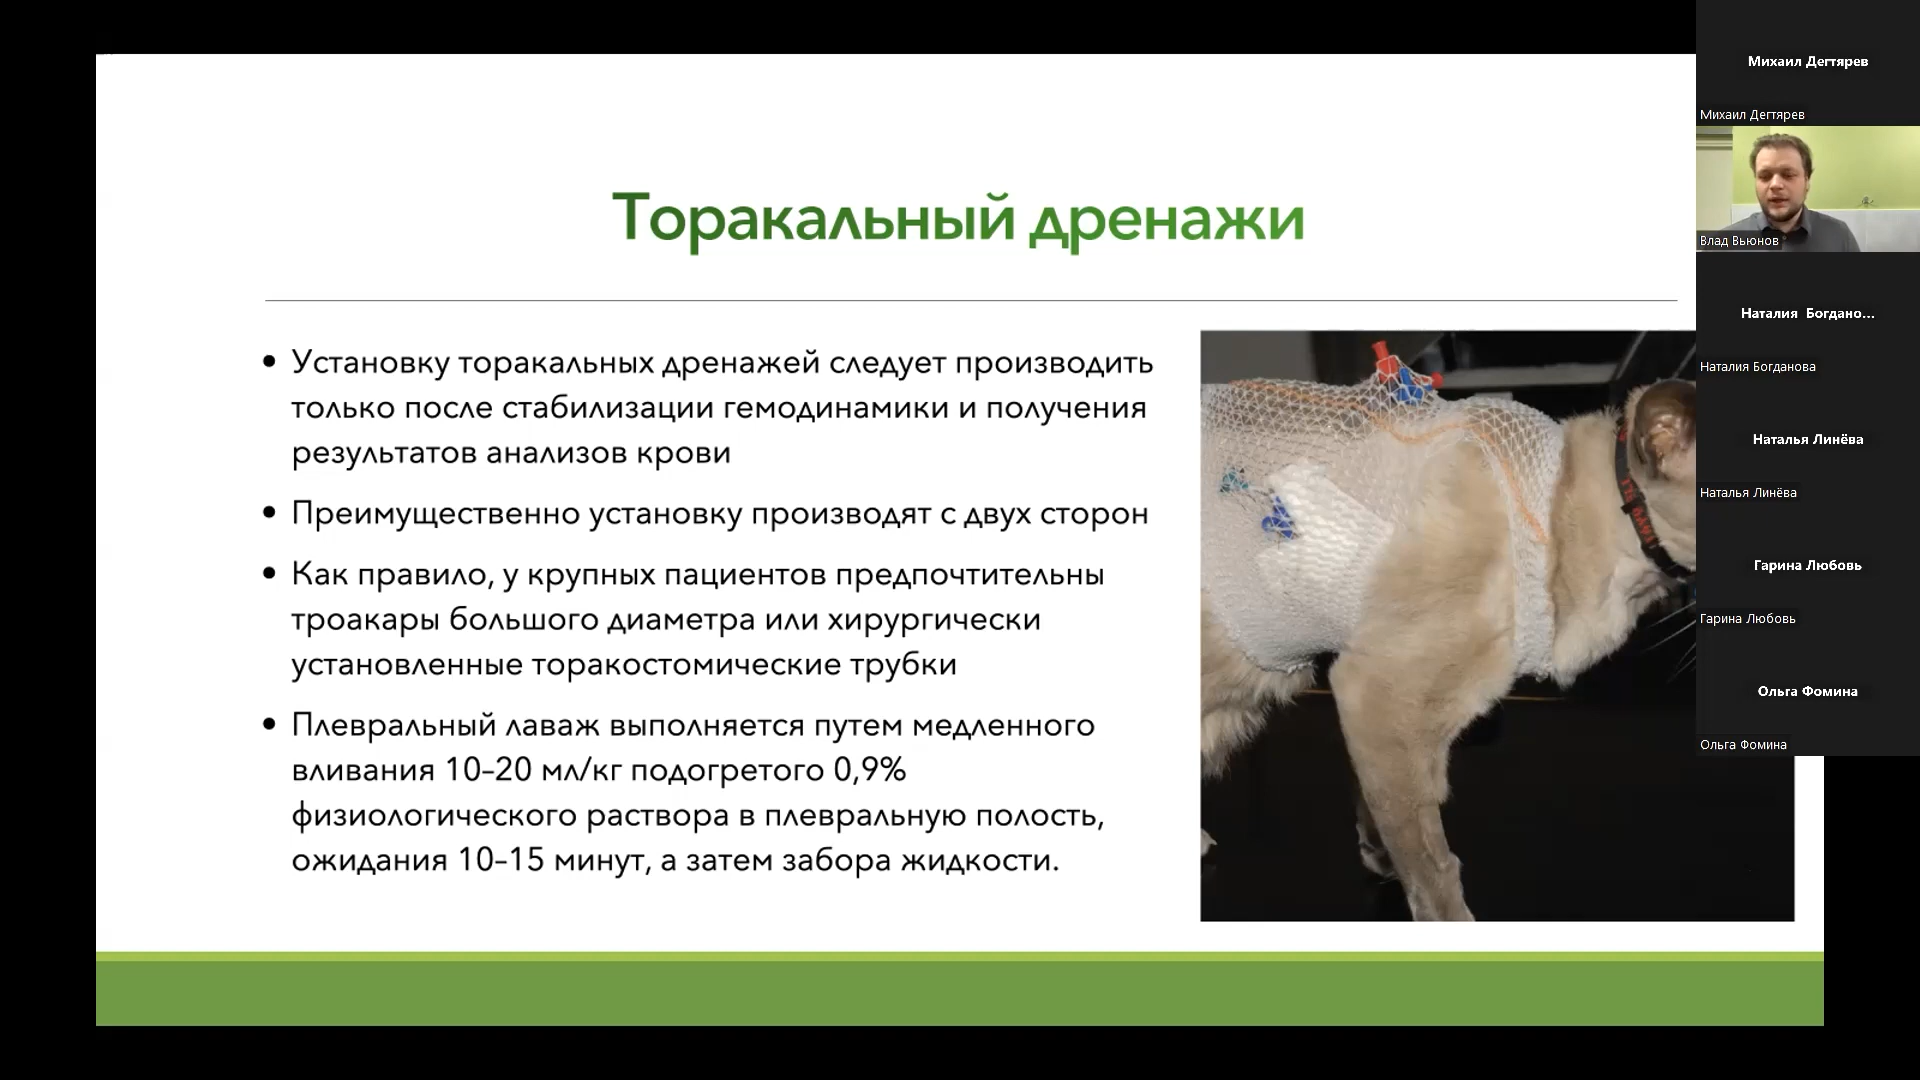 Торакальный дренажи
• Установку торакальных дренажей следует производить
только после стабилизации гемодинамики и получения
результатов анализов крови
• Преимущественно установку производят с двух сторон
• Как правило, у крупных пациентов предпочтительны
троакары большого диаметра или хирургически
установленные торакостомические трубки
• Плевральный лаваж выполняется путем медленного
вливания 10–20 мл/кг подогретого 0,9%
физиологического раствора в плевральную полость,
ожидания 10–15 минут, а затем забора жидкости.
Михаил Дегтярев
Михаил Дегтярев
Влад Вьюнов
Наталия Богдано...
Наталия Богданова
Наталья Линёва
Наталья Линёва
Гарина Любовь
Гарина Любовь
Ольга Фомина
Ольга Фомина